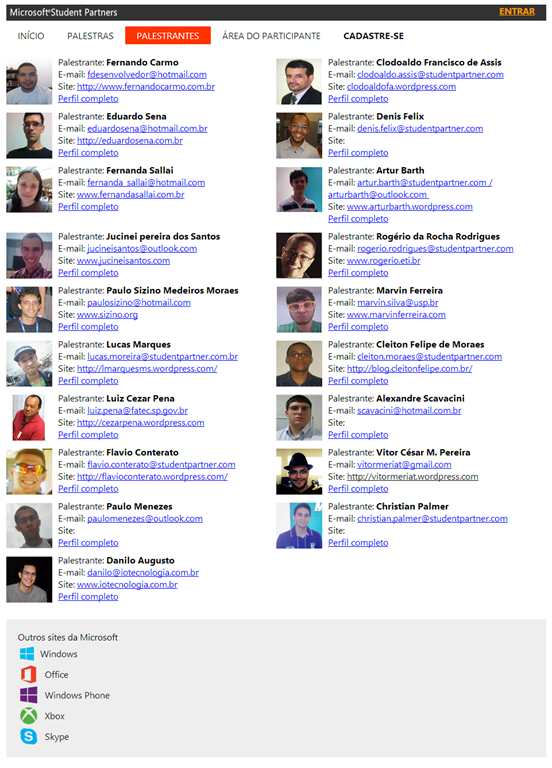 Microsoft Student Partners
ENTRAR
INÍCIO PALESTRAS PALESTRANTES ÁREA DO PARTICIPANTE CADASTRE-SE
Palestrante: Fernando Carmo
E-mail: fdesenvolvedor@hotmail.com
Site: http://www.fernandocarmo.com.br
Perfil completo
Palestrante: Clodoaldo Francisco de Assis
E-mail: clodoaldo.assis@studentpartner.com
Site: clodoaldofa.wordpress.com
Perfil completo
Palestrante: Eduardo Sena
E-mail: eduardosena@hotmail.com.br
Site: http://eduardosena.com.br
Perfil completo
Palestrante: Denis Felix
E-mail: denis.felix@studentpartner.com
Site:
Perfil completo
Palestrante: Fernanda Sallai
E-mail: fernanda_sallai@hotmail.com
Site: www.fernandasallai.com.br
Perfil completo
Palestrante: Artur Barth
E-mail: artur.barth@studentpartner.com /
arturbarth@outlook.com
Site: www.arturbarth.wordpress.com
Perfil completo
Palestrante: Jucinei pereira dos Santos
E-mail: jucineisantos@outlook.com
Site: www.jucineisantos.com
Perfil completo
Palestrante: Rogério da Rocha Rodrigues
E-mail: rogerio.rodrigues@studentpartner.com
Site: www.rogerio.eti.br
Perfil completo
Palestrante: Paulo Sizino Medeiros Moraes
E-mail: paulosizino@hotmail.com
Site: www.sizino.org
Perfil completo
Palestrante: Marvin Ferreira
E-mail: marvin.silva@usp.br
Site: www.marvinferreira.com
Perfil completo
Palestrante: Lucas Marques
E-mail: lucas.moreira@studentpartner.com.br
Site: http://lmarquesms.wordpress.com/
Perfil completo
Palestrante: Cleiton Felipe de Moraes
E-mail: cleiton.moraes@studentpartner.com
Site: http://blog.cleitonfelipe.com.br/
Perfil completo
Palestrante: Luiz Cezar Pena
E-mail: luiz.pena@fatec.sp.gov.br
Site: http://cezarpena.wordpress.com
Perfil completo
Palestrante: Alexandre Scavacini
E-mail: scavacini@hotmail.com.br
Site:
Perfil completo
Palestrante: Flavio Conterato
E-mail: flavio.conterato@studentpartner.com
Site: http://flavioconterato.wordpress.com/
Perfil completo
Palestrante: Vitor César M. Pereira
E-mail: vitormeriat@gmail.com
Site: http://vitormeriat.wordpress.com
Perfil completo
Palestrante: Paulo Menezes
E-mail: paulomenezes@outlook.com
Site:
Perfil completo
Palestrante: Christian Palmer
E-mail: christian.palmer@studentpartner.com
Site:
Perfil completo
Palestrante: Danilo Augusto
E-mail: danilo@iotecnologia.com.br
Site: www.iotecnologia.com.br
Perfil completo
Outros sites da Microsoft
Windows
Office
Windows Phone
Xbox
Skype